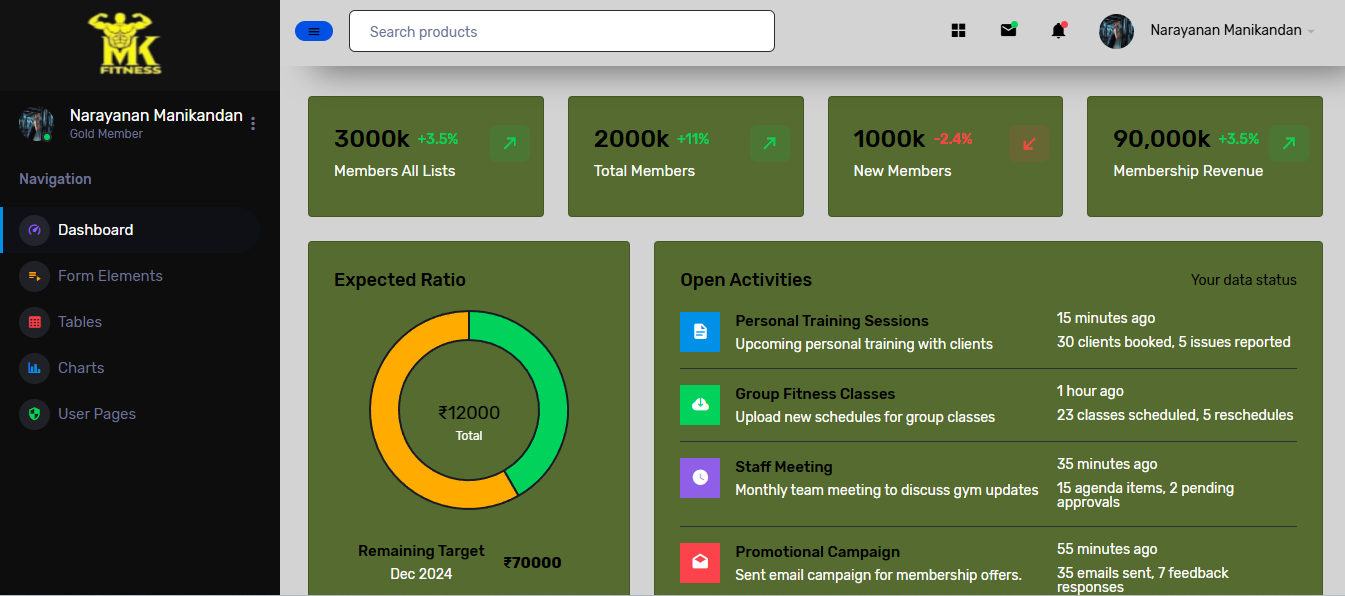 MK
FITNESS
Search products
Narayanan Manikandan
Narayanan Manikandan
Gold Member
Navigation
Dashboard
Form Elements
Tables
Charts
User Pages
3000k +3.5%
Members All Lists
2000k +11%
Total Members
1000k -2.4%
New Members
90,000k +3.5%
Membership Revenue
Expected Ratio
₹12000
Total
Remaining Target
Dec 2024
₹70000
Open Activities
Your data status
Personal Training Sessions
Upcoming personal training with clients
15 minutes ago
30 clients booked, 5 issues reported
Group Fitness Classes
Upload new schedules for group classes
1 hour ago
23 classes scheduled, 5 reschedules
Staff Meeting
Monthly team meeting to discuss gym updates
35 minutes ago
15 agenda items, 2 pending
approvals
Promotional Campaign
Sent email campaign for membership offers.
55 minutes ago
35 emails sent, 7 feedback
responses